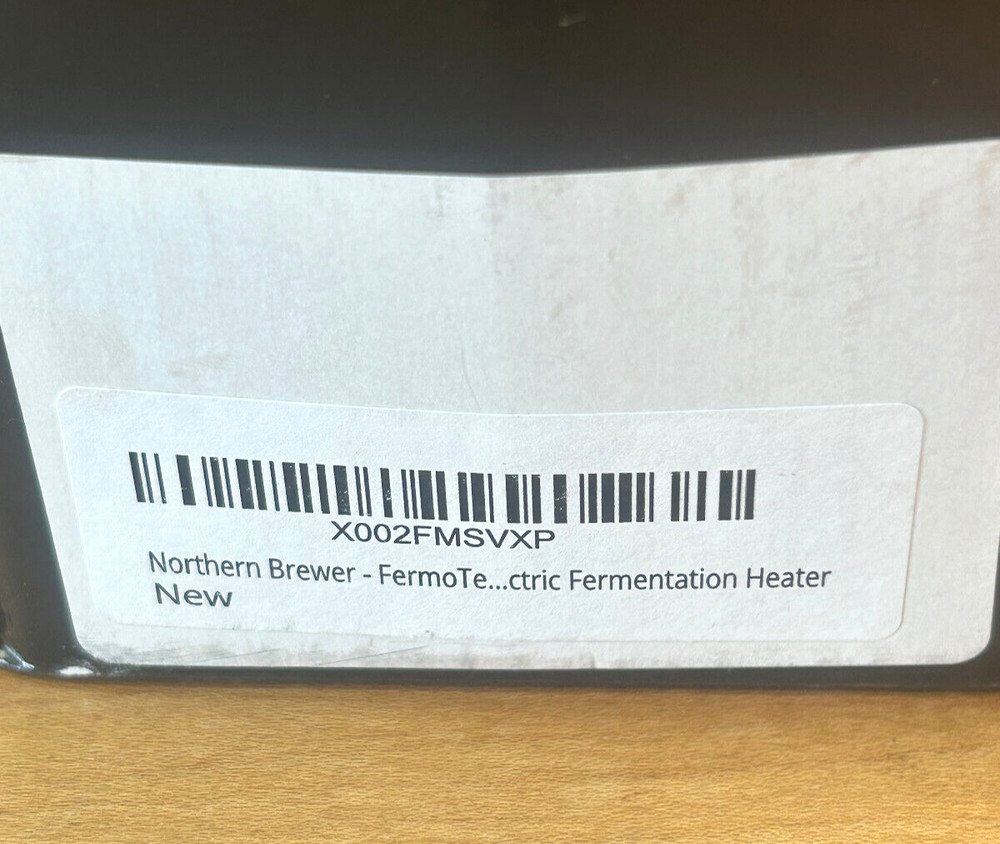 X002FMSVXP
Northern Brewer - FermoTe...ctric Fermentation Heater
New